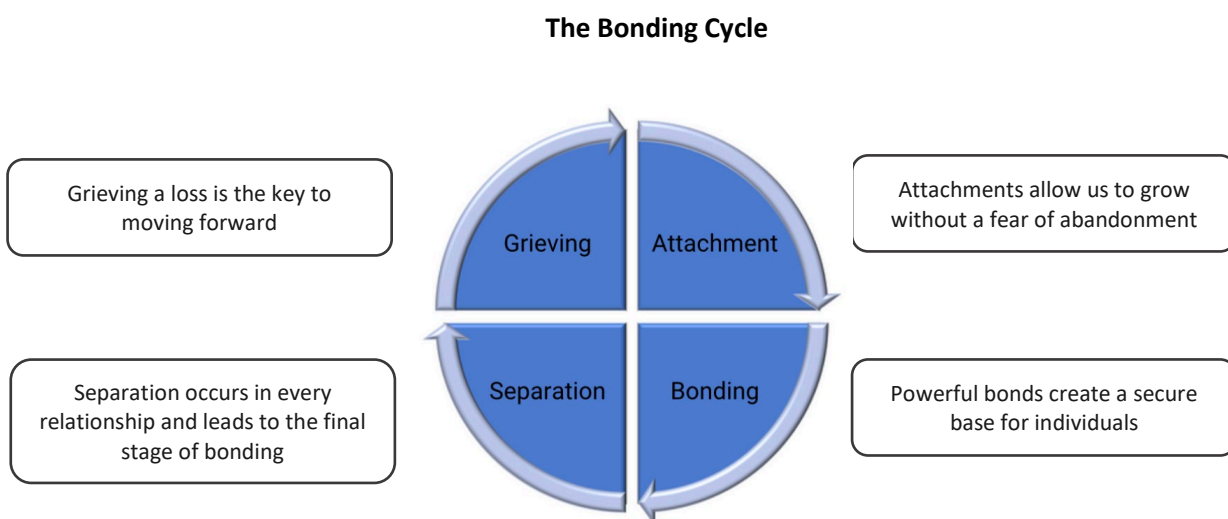 The Bonding Cycle
Grieving a loss is the key to
moving forward
Attachments allow us to grow
without a fear of abandonment
Grieving
Attachment
Separation
Bonding
Separation occurs in every
relationship and leads to the final
stage of bonding
Powerful bonds create a secure
base for individuals